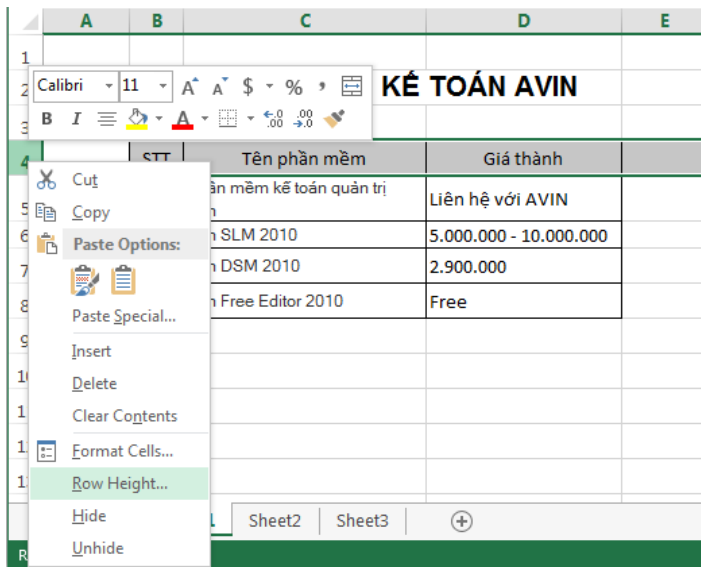 A B C D E
1
Calibri 11 A A $ % , 
2 KẾ TOÁN AVIN
B I A .00 .00
3
4 STT Tên phần mềm Giá thành
Cut
5 ần mềm kế toán quản trị Liên hệ với AVIN
Copy
6 SLM 2010 5.000.000 - 10.000.000
Paste Options:
7 DSM 2010 2.900.000
8 Free Editor 2010 Free
Paste Special...
9
Insert
Delete
Clear Contents
Format Cells...
Row Height...
Hide
Sheet2 Sheet3
Unhide